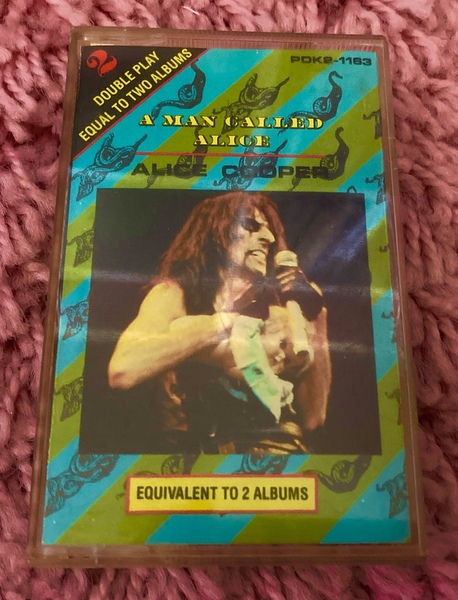 2
DOUBLE PLAY
EQUAL TO TWO ALBUMS
PDK2-1163
A MAN CALLED
ALICE
ALICE COOPER
EQUIVALENT TO 2 ALBUMS